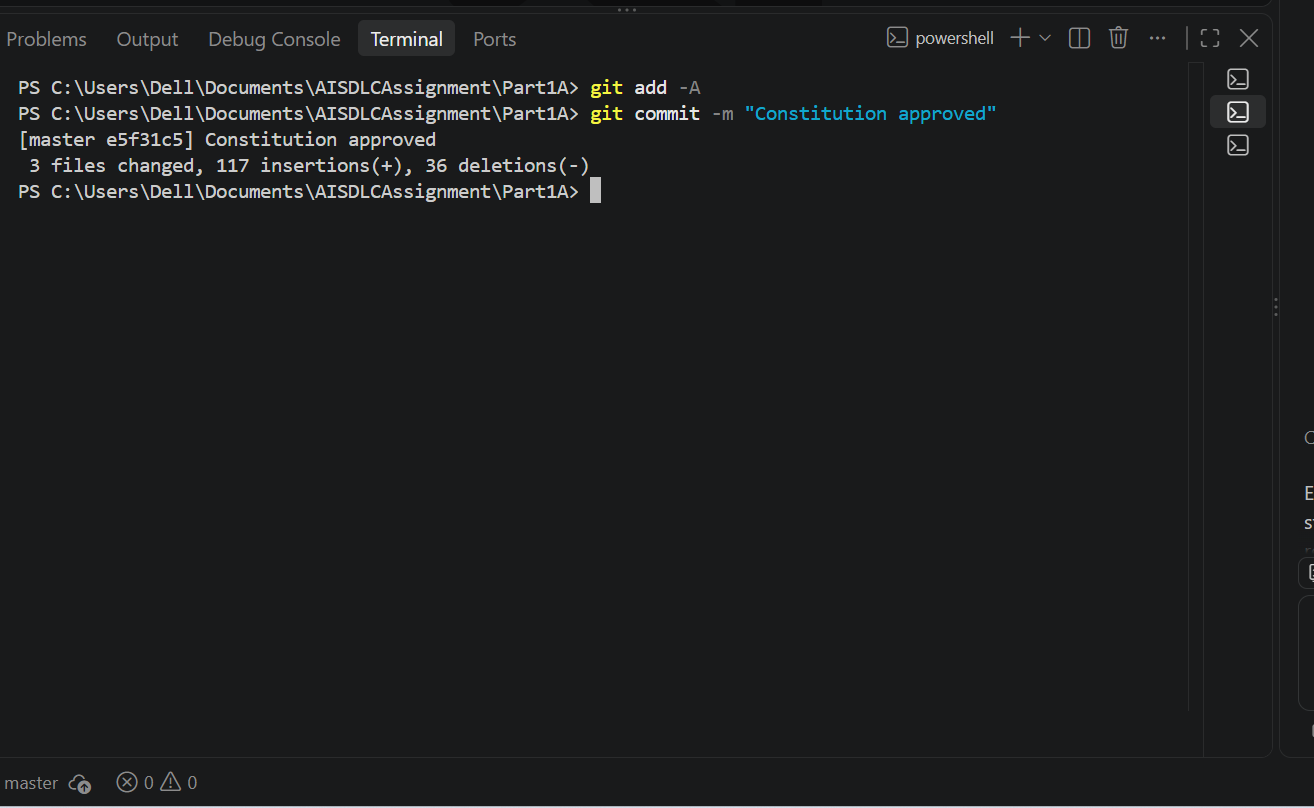 Problems Output Debug Console Terminal Ports powershell
PS C:\Users\Dell\Documents\AISDLCAssignment\Part1A> git add -A
PS C:\Users\Dell\Documents\AISDLCAssignment\Part1A> git commit -m "Constitution approved"
[master e5f31c5] Constitution approved
 3 files changed, 117 insertions(+), 36 deletions(-)
PS C:\Users\Dell\Documents\AISDLCAssignment\Part1A>
master 0 0